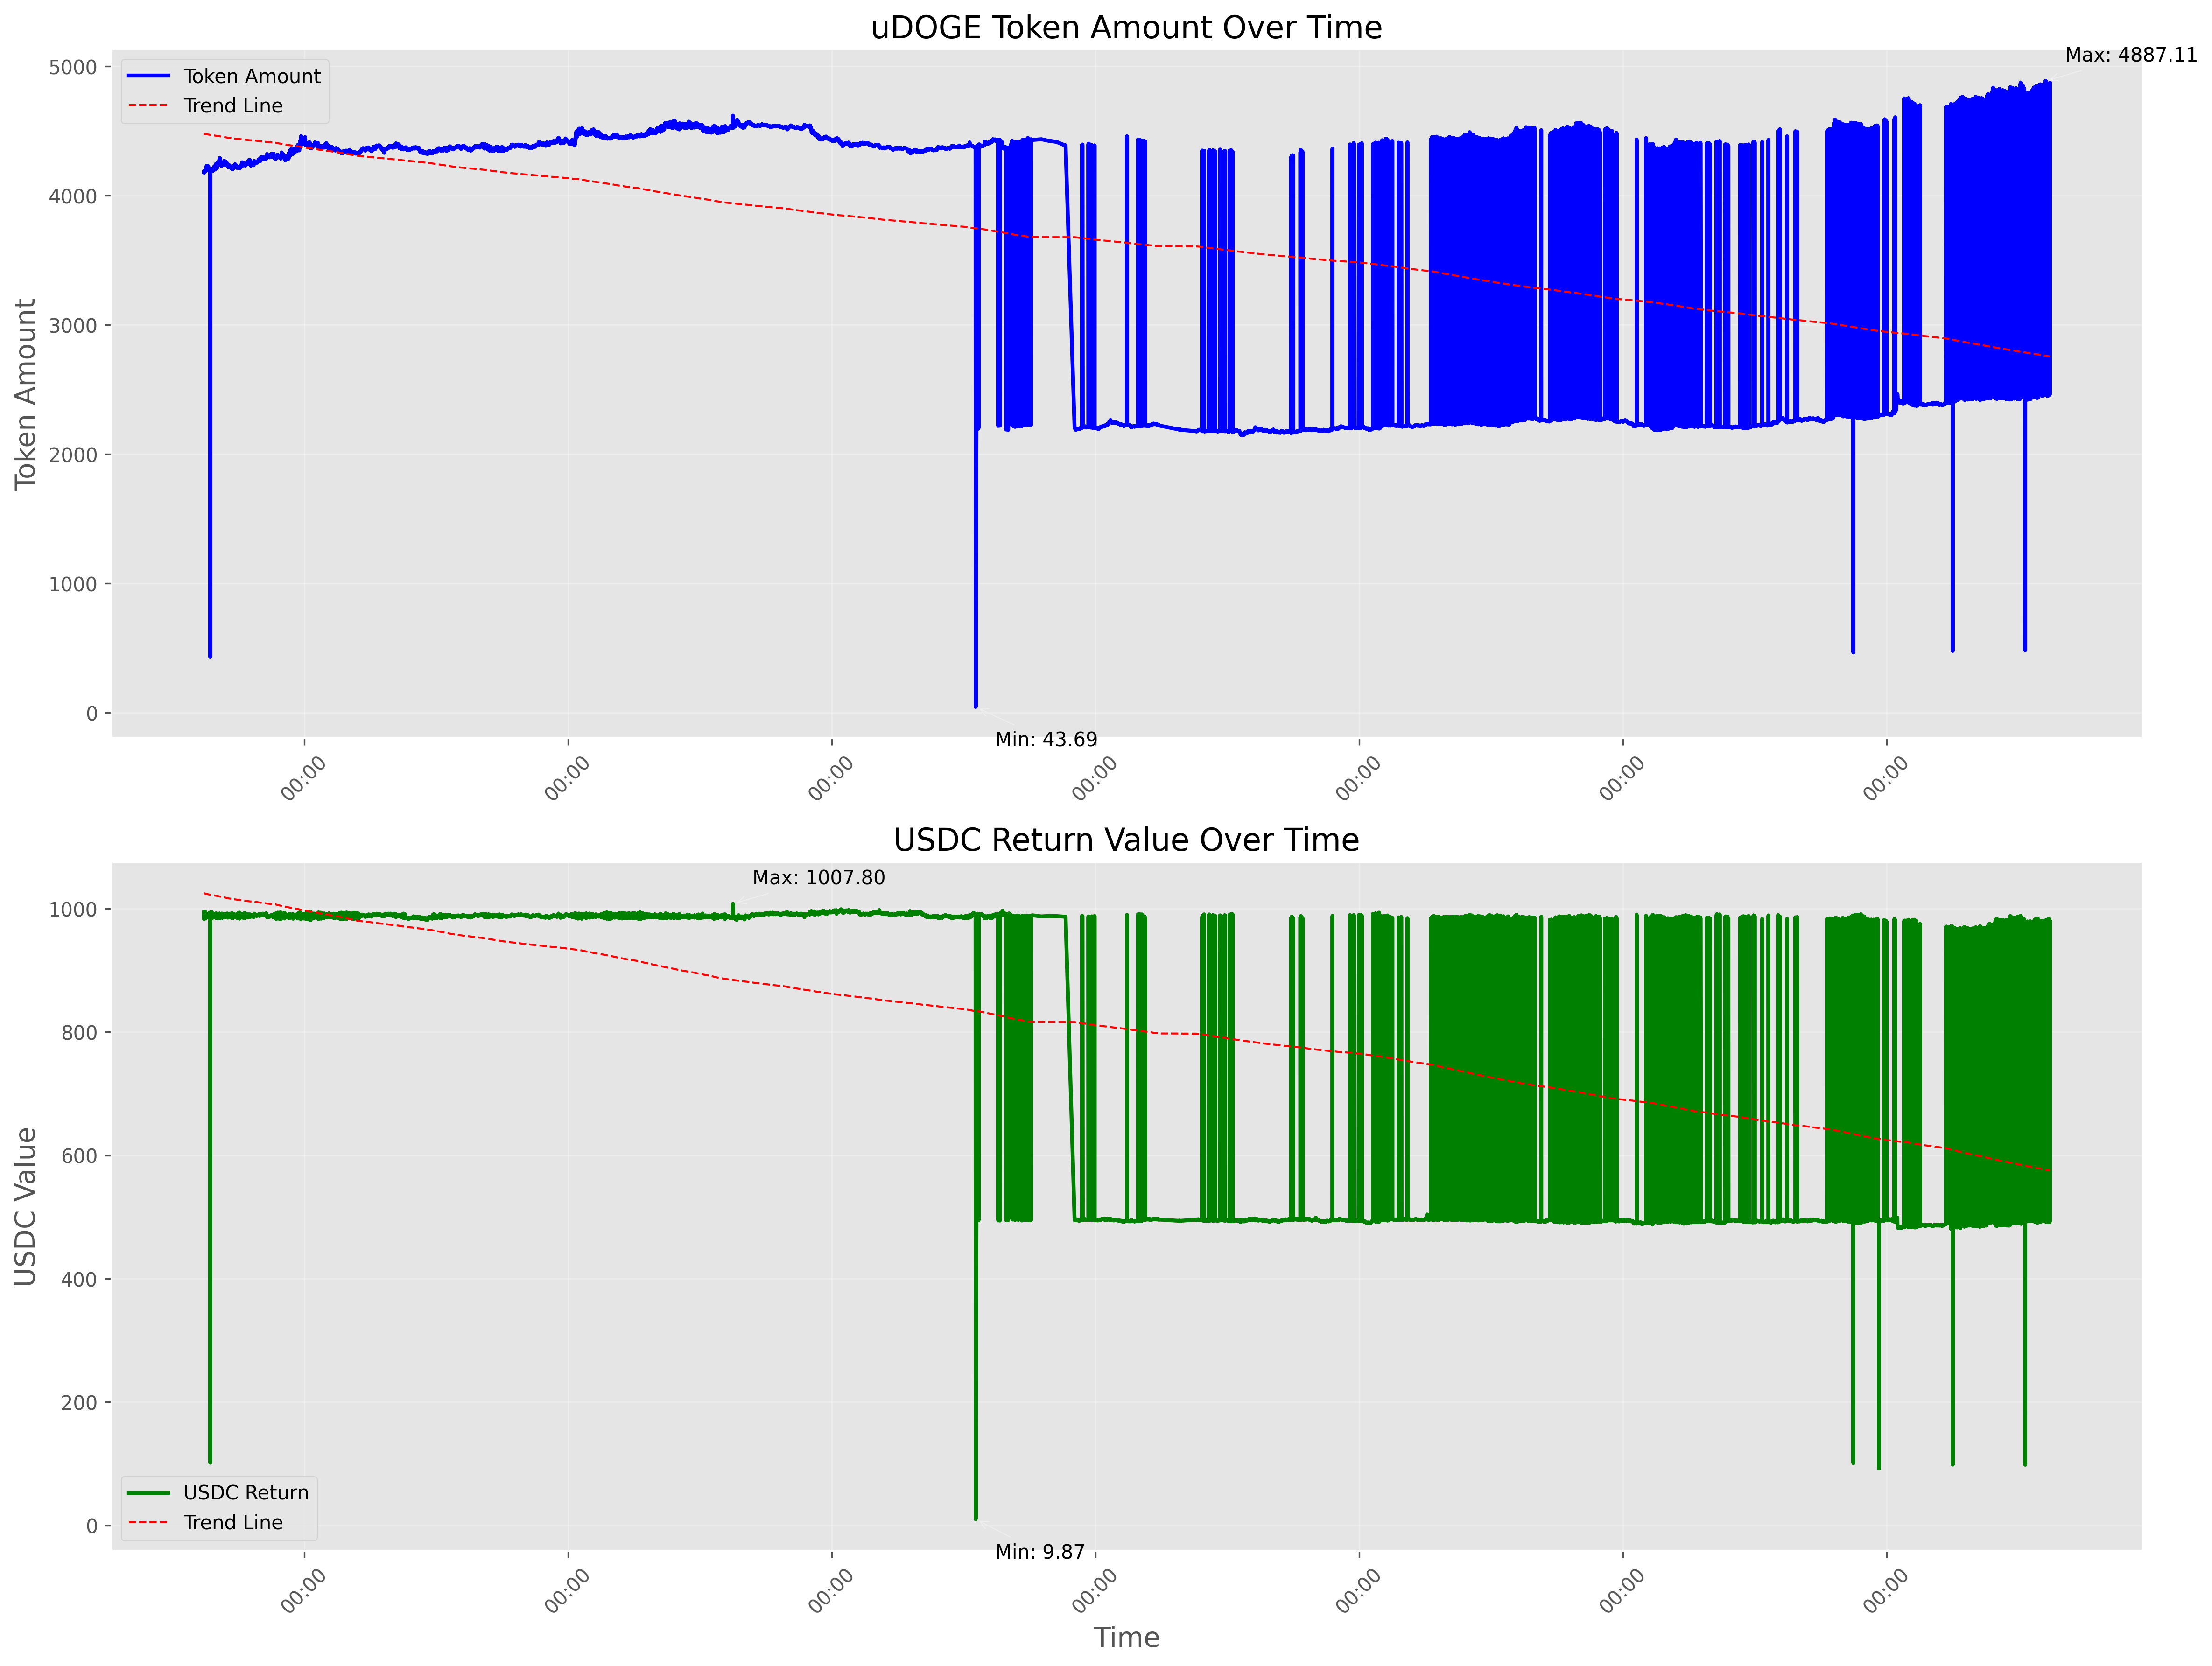 uDOGE Token Amount Over Time
Max: 4887.11
Token Amount
Trend Line
5000
4000
3000
2000
1000
0
Token Amount
Min: 43.69
00:00
00:00
00:00
00:00
00:00
00:00
00:00
USDC Return Value Over Time
Max: 1007.80
1000
800
600
400
200
0
USDC Value
USDC Return
Trend Line
Min: 9.87
00:00
00:00
00:00
00:00
00:00
00:00
00:00
Time